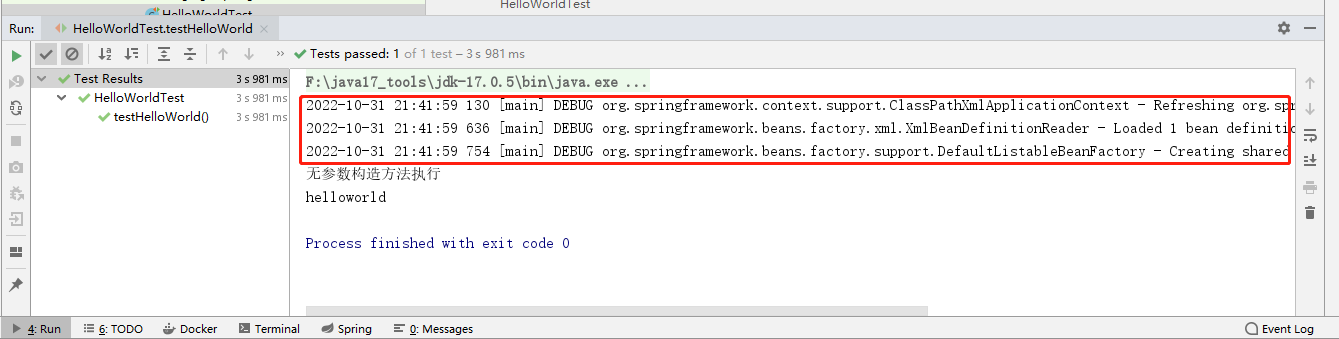 HelloWorldTest
HelloWorldTest
Run: HelloWorldTest.testHelloWorld ×
» Tests passed: 1 of 1 test – 3 s 981 ms
Test Results 3 s 981 ms
HelloWorldTest 3 s 981 ms
testHelloWorld() 3 s 981 ms
F:\java17_tools\jdk-17.0.5\bin\java.exe ...
2022-10-31 21:41:59 130 [main] DEBUG org.springframework.context.support.ClassPathXmlApplicationContext - Refreshing org.spr
2022-10-31 21:41:59 636 [main] DEBUG org.springframework.beans.factory.xml.XmlBeanDefinitionReader - Loaded 1 bean definitio
2022-10-31 21:41:59 754 [main] DEBUG org.springframework.beans.factory.support.DefaultListableBeanFactory - Creating shared
无参数构造方法执行
helloworld
Process finished with exit code 0
4: Run 6: TODO Docker Terminal Spring 0: Messages Event Log